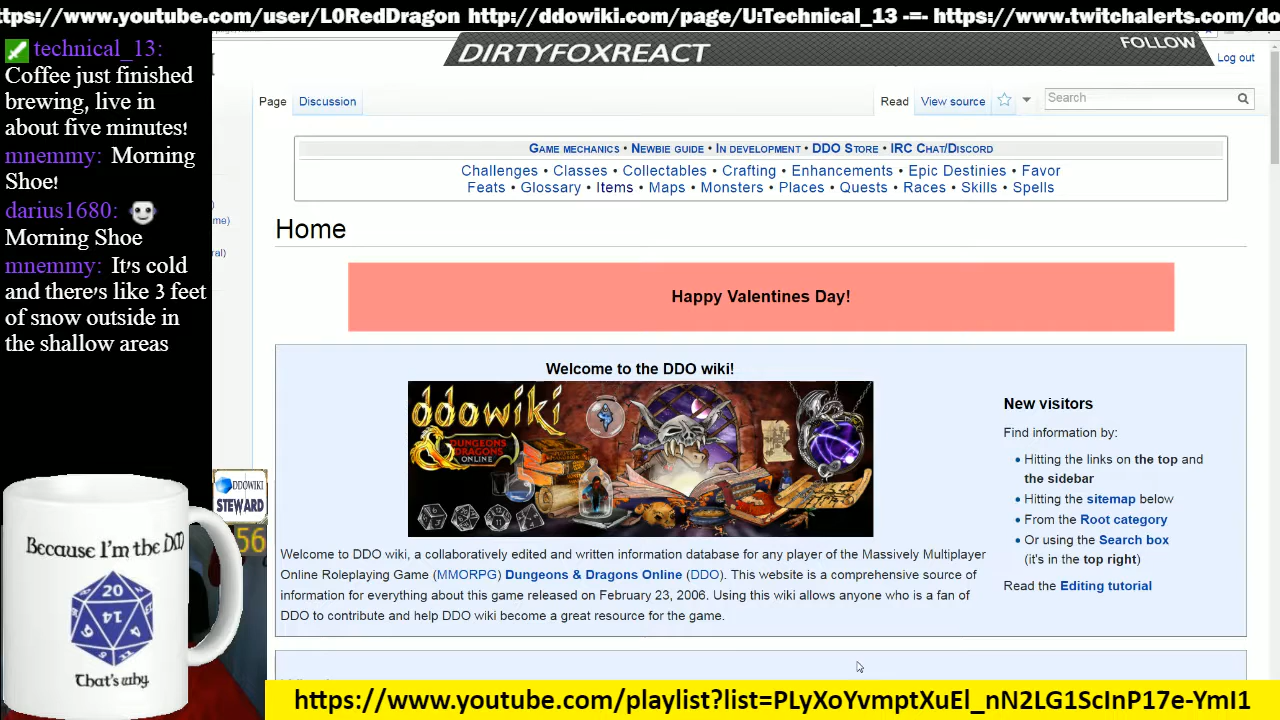 ttps://www.youtube.com/user/L0RedDragon http://ddowiki.com/page/U:Technical_13 -=- https://www.twitchalerts.com/do
technical_13:
Coffee just finished
brewing, live in
about five minutes!
mnemmy: Morning
Shoe!
darius1680:
Morning Shoe
mnemmy: It's cold
and there's like 3 feet
of snow outside in
the shallow areas
DIRTYFOXREACT
FOLLOW
Log out
Page Discussion
Read View source
Search
GAME MECHANICS • NEWBIE GUIDE • IN DEVELOPMENT • DDO STORE • IRC CHAT/DISCORD
Challenges • Classes • Collectables • Crafting • Enhancements • Epic Destinies • Favor
Feats • Glossary • Items • Maps • Monsters • Places • Quests • Races • Skills • Spells
me)
ral)
Home
Happy Valentines Day!
Welcome to the DDO wiki!
ddowiki
DUNGEONS
&DRAGONS
ONLINE
New visitors
Find information by:
• Hitting the links on the top and
the sidebar
• Hitting the sitemap below
• From the Root category
• Or using the Search box
(it's in the top right)
Read the Editing tutorial
Welcome to DDO wiki, a collaboratively edited and written information database for any player of the Massively Multiplayer
Online Roleplaying Game (MMORPG) Dungeons & Dragons Online (DDO). This website is a comprehensive source of
information for everything about this game released on February 23, 2006. Using this wiki allows anyone who is a fan of
DDO to contribute and help DDO wiki become a great resource for the game.
DDOWIKI
STEWARD
56
Because I'm the DD
20
14
That's why.
https://www.youtube.com/playlist?list=PLyXoYvmptXuEl_nN2LG1ScInP17e-YmI1